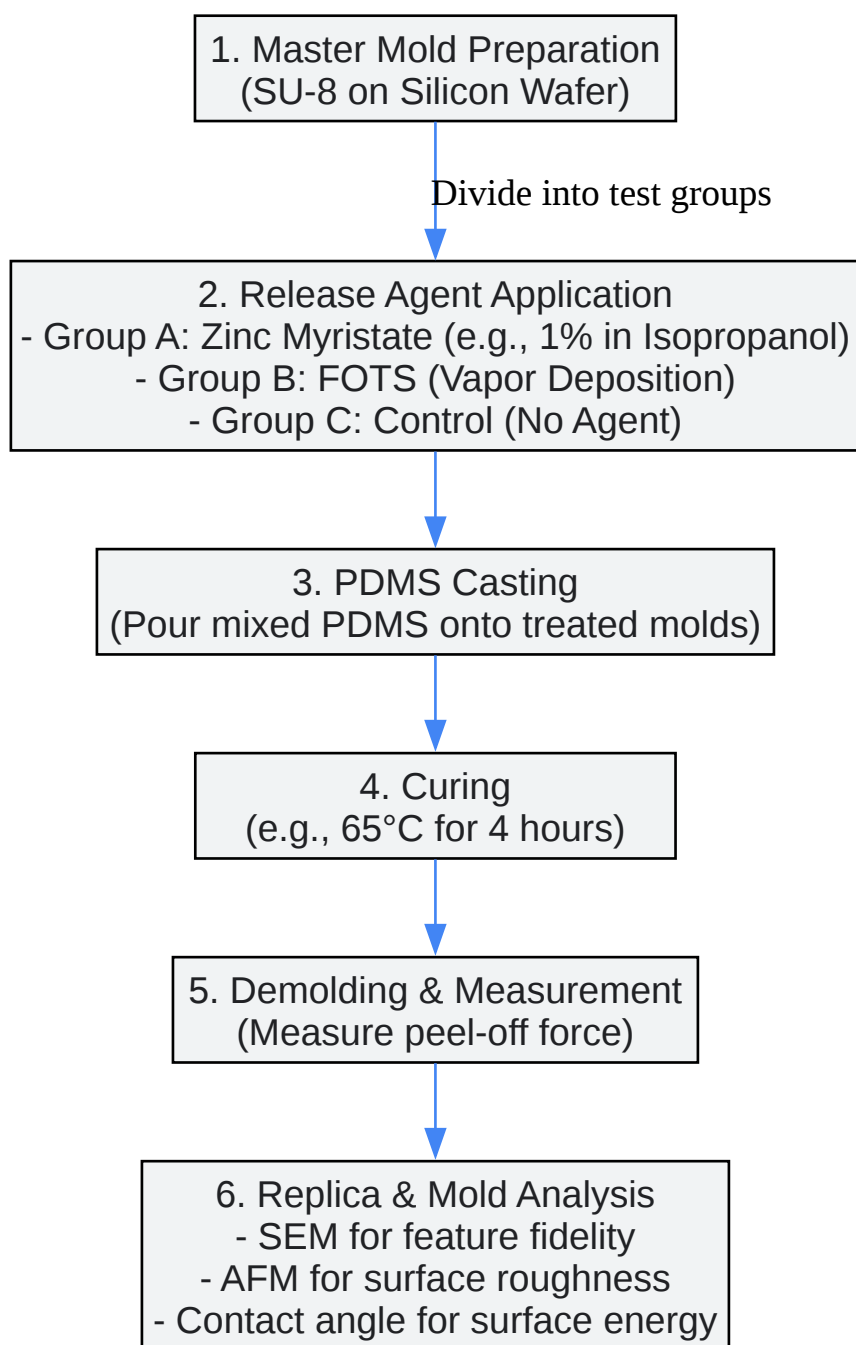 1. Master Mold Preparation
(SU-8 on Silicon Wafer)
Divide into test groups
2. Release Agent Application
- Group A: Zinc Myristate (e.g., 1% in Isopropanol)
- Group B: FOTS (Vapor Deposition)
- Group C: Control (No Agent)
3. PDMS Casting
(Pour mixed PDMS onto treated molds)
4. Curing
(e.g., 65°C for 4 hours)
5. Demolding & Measurement
(Measure peel-off force)
6. Replica & Mold Analysis
- SEM for feature fidelity
- AFM for surface roughness
- Contact angle for surface energy